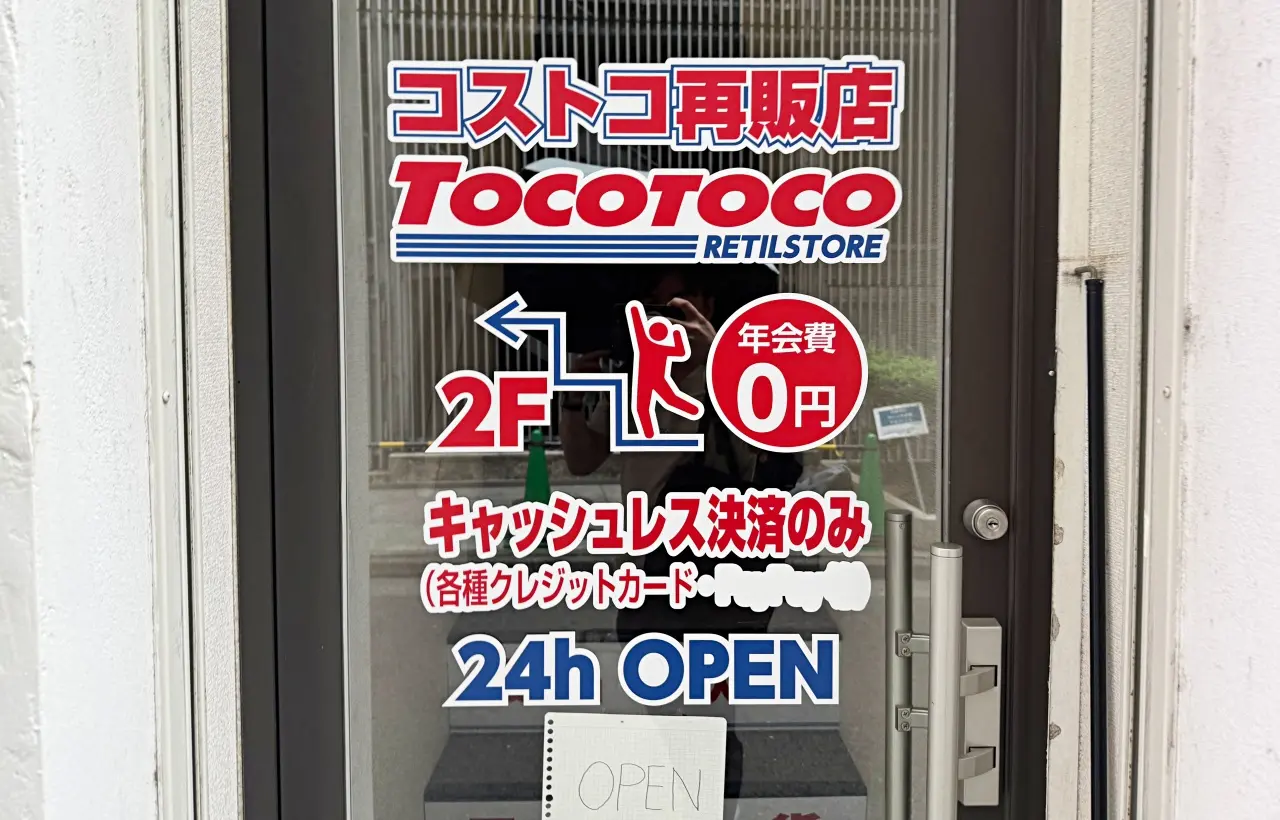 コストコ再販店
TOCOTOCO
RETILSTORE
2F
年会費
0円
キャッシュレス決済のみ
(各種クレジットカード・
24h OPEN
OPEN